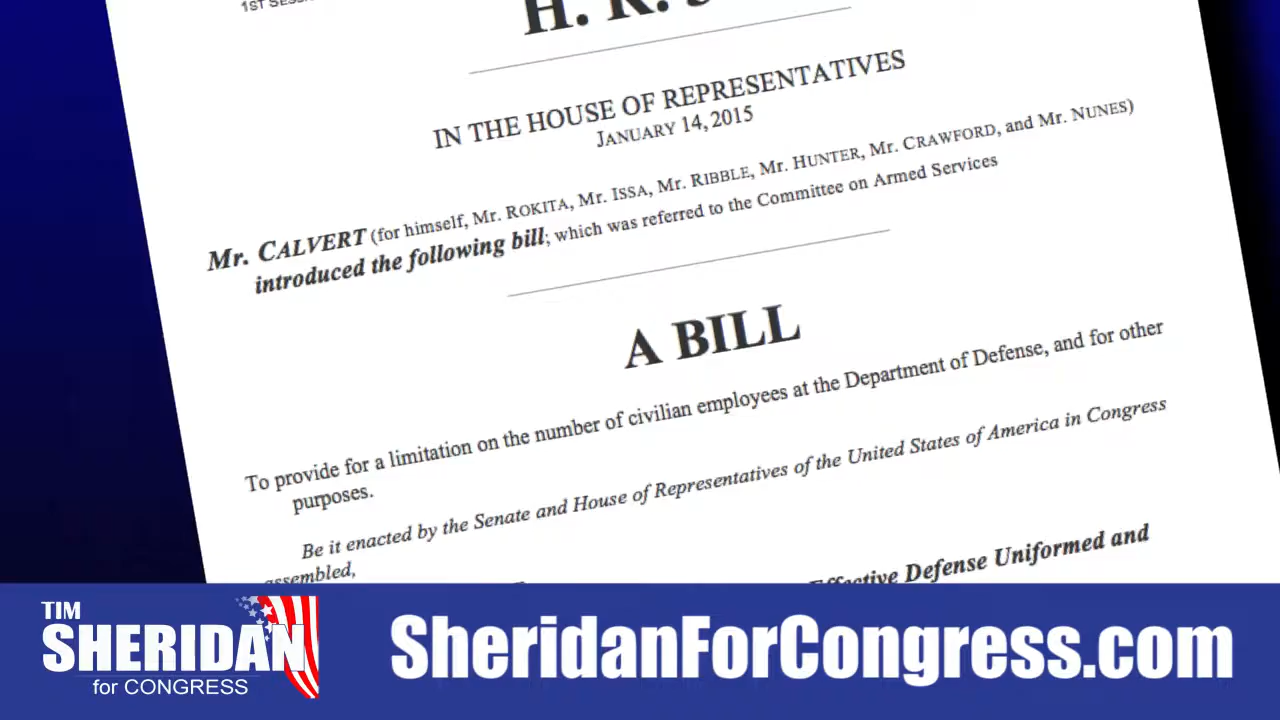 1ST SESS
H. R.
IN THE HOUSE OF REPRESENTATIVES
JANUARY 14, 2015
Mr. CALVERT (for himself, Mr. ROKITA, Mr. ISSA, Mr. RIBBLE, Mr. HUNTER, Mr. CRAWFORD, and Mr. NUNES)
introduced the following bill; which was referred to the Committee on Armed Services
A BILL
To provide for a limitation on the number of civilian employees at the Department of Defense, and for other
purposes.
Be it enacted by the Senate and House of Representatives of the United States of America in Congress
assembled,
Effective Defense Uniformed and
TIM
SHERIDAN
for CONGRESS
SheridanForCongress.com